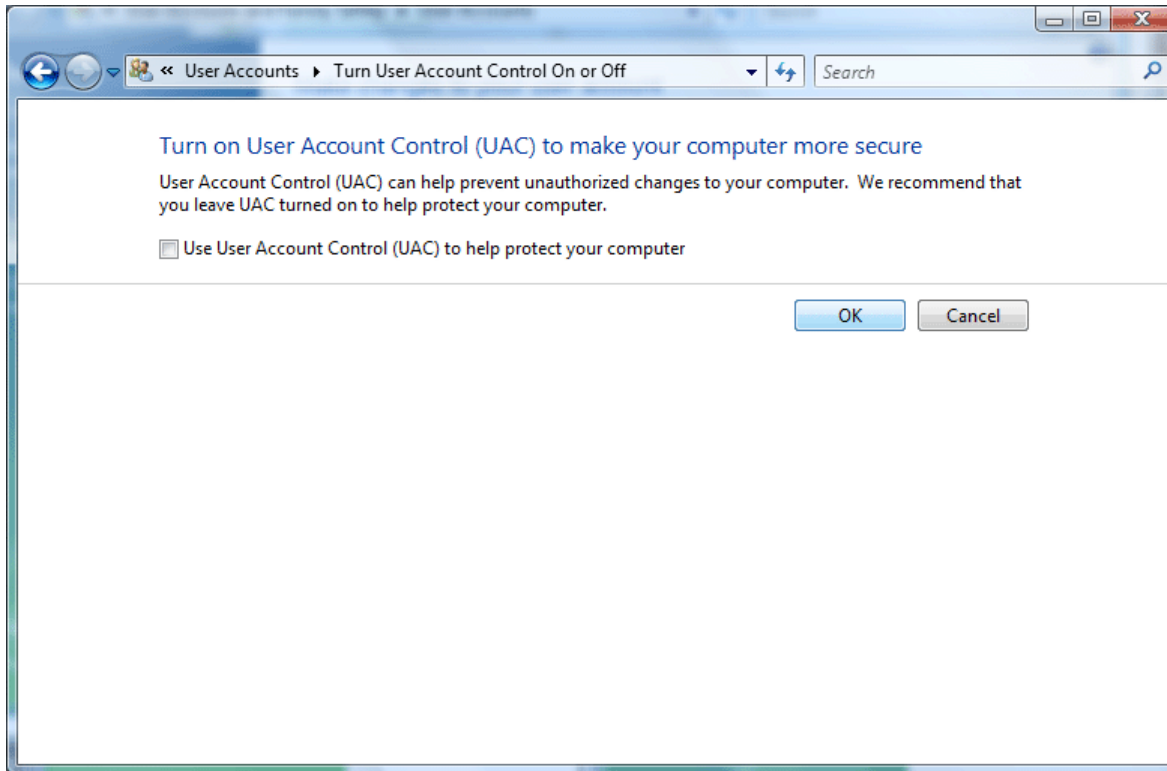 « User Accounts ▸ Turn User Account Control On or Off
Search
Turn on User Account Control (UAC) to make your computer more secure
User Account Control (UAC) can help prevent unauthorized changes to your computer. We recommend that
you leave UAC turned on to help protect your computer.
Use User Account Control (UAC) to help protect your computer
OK
Cancel